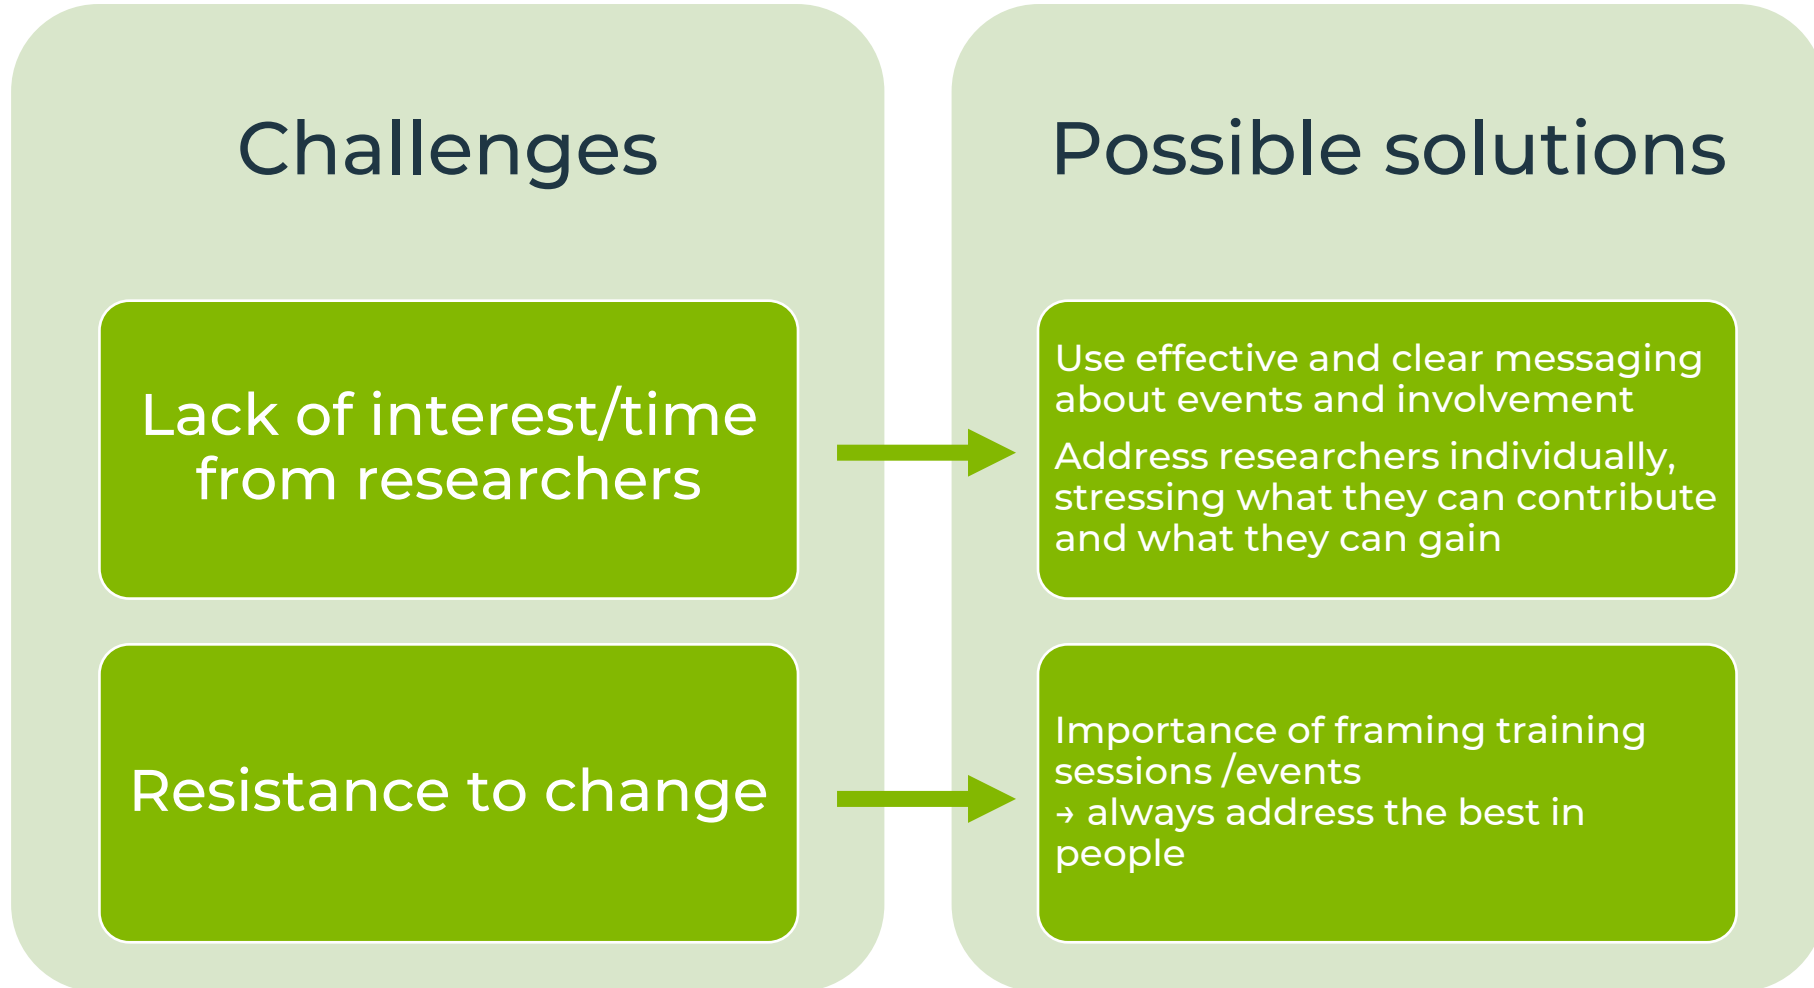 Challenges
Lack of interest/time
from researchers
Resistance to change
Possible solutions
Use effective and clear messaging
about events and involvement
Address researchers individually,
stressing what they can contribute
and what they can gain
Importance of framing training
sessions /events
→ always address the best in
people